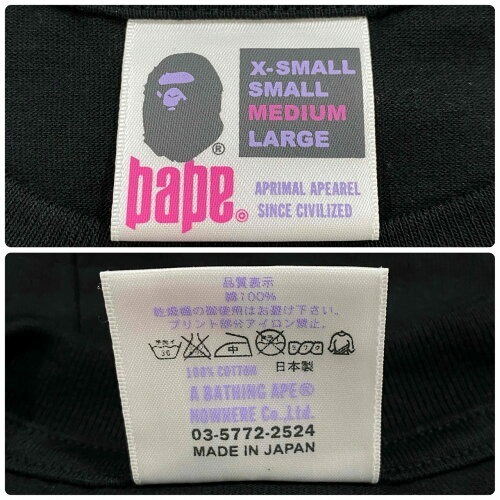 X-SMALL
SMALL
MEDIUM
LARGE
®
bape®
APRIMAL APEAREL
SINCE CIVILIZED
品質表示
綿100%
乾燥機の御使用はお避け下さい
プリント部分アイロン禁止
中
日本製
100% COTTON
A BATHING APE®
NOWHERE Co.,Ltd.
03-5772-2524
MADE IN JAPAN